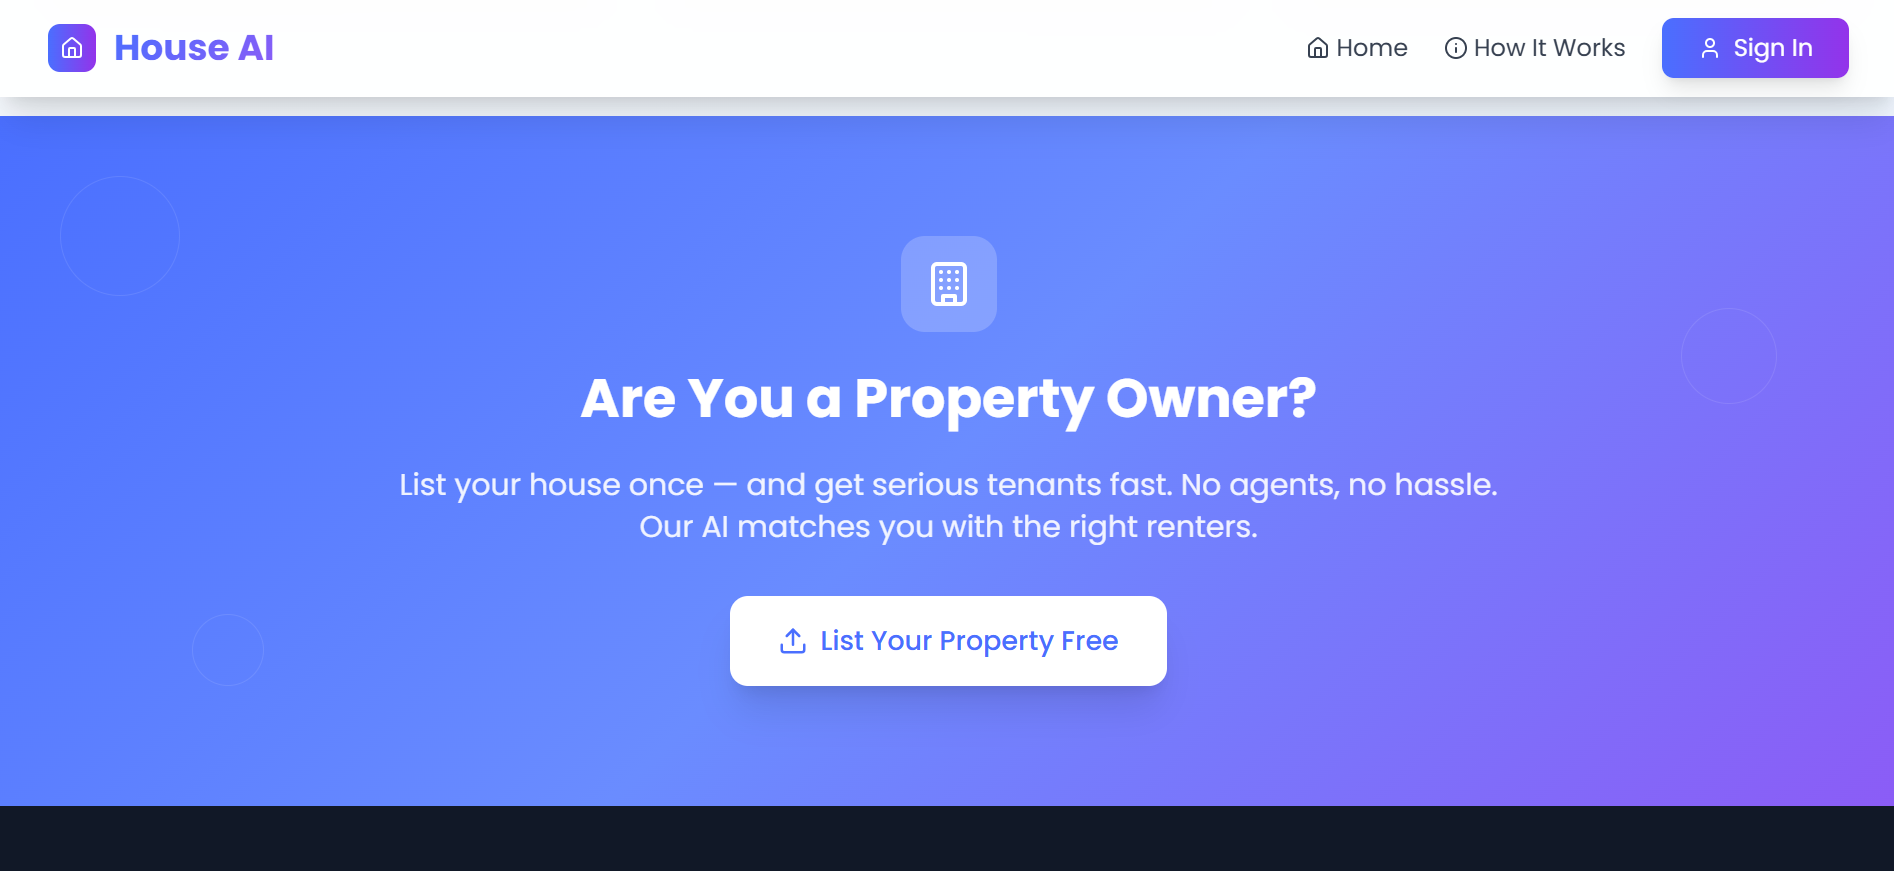 House AI
Home
How It Works
Sign In
Are You a Property Owner?
List your house once — and get serious tenants fast. No agents, no hassle.
Our AI matches you with the right renters.
List Your Property Free